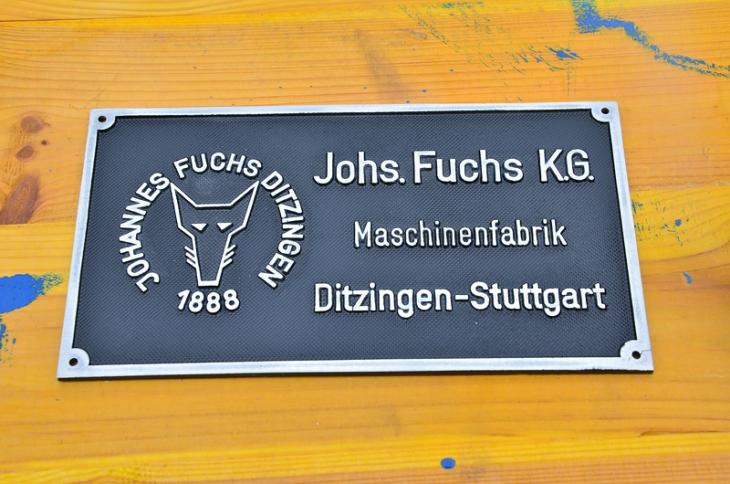 JOHANNES FUCHS DITZINGEN
1888
Johs. Fuchs K.G.
Maschinenfabrik
Ditzingen-Stuttgart